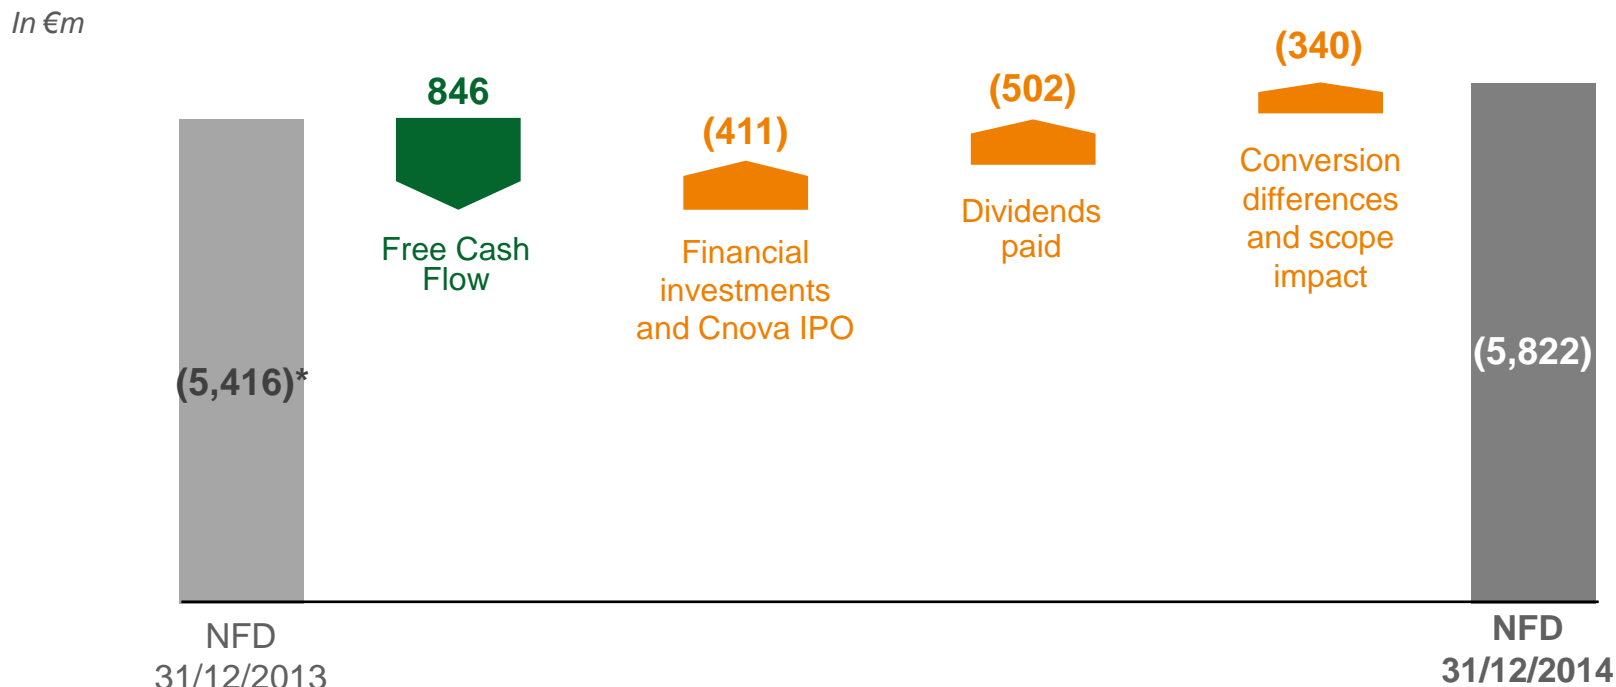 In €m
(5,416)*
NFD
31/12/2013
846
Free Cash
Flow
(411)
Financial
investments
and Cnova IPO
(502)
Dividends
paid
(340)
Conversion
differences
and scope
impact
(5,822)
NFD
31/12/2014